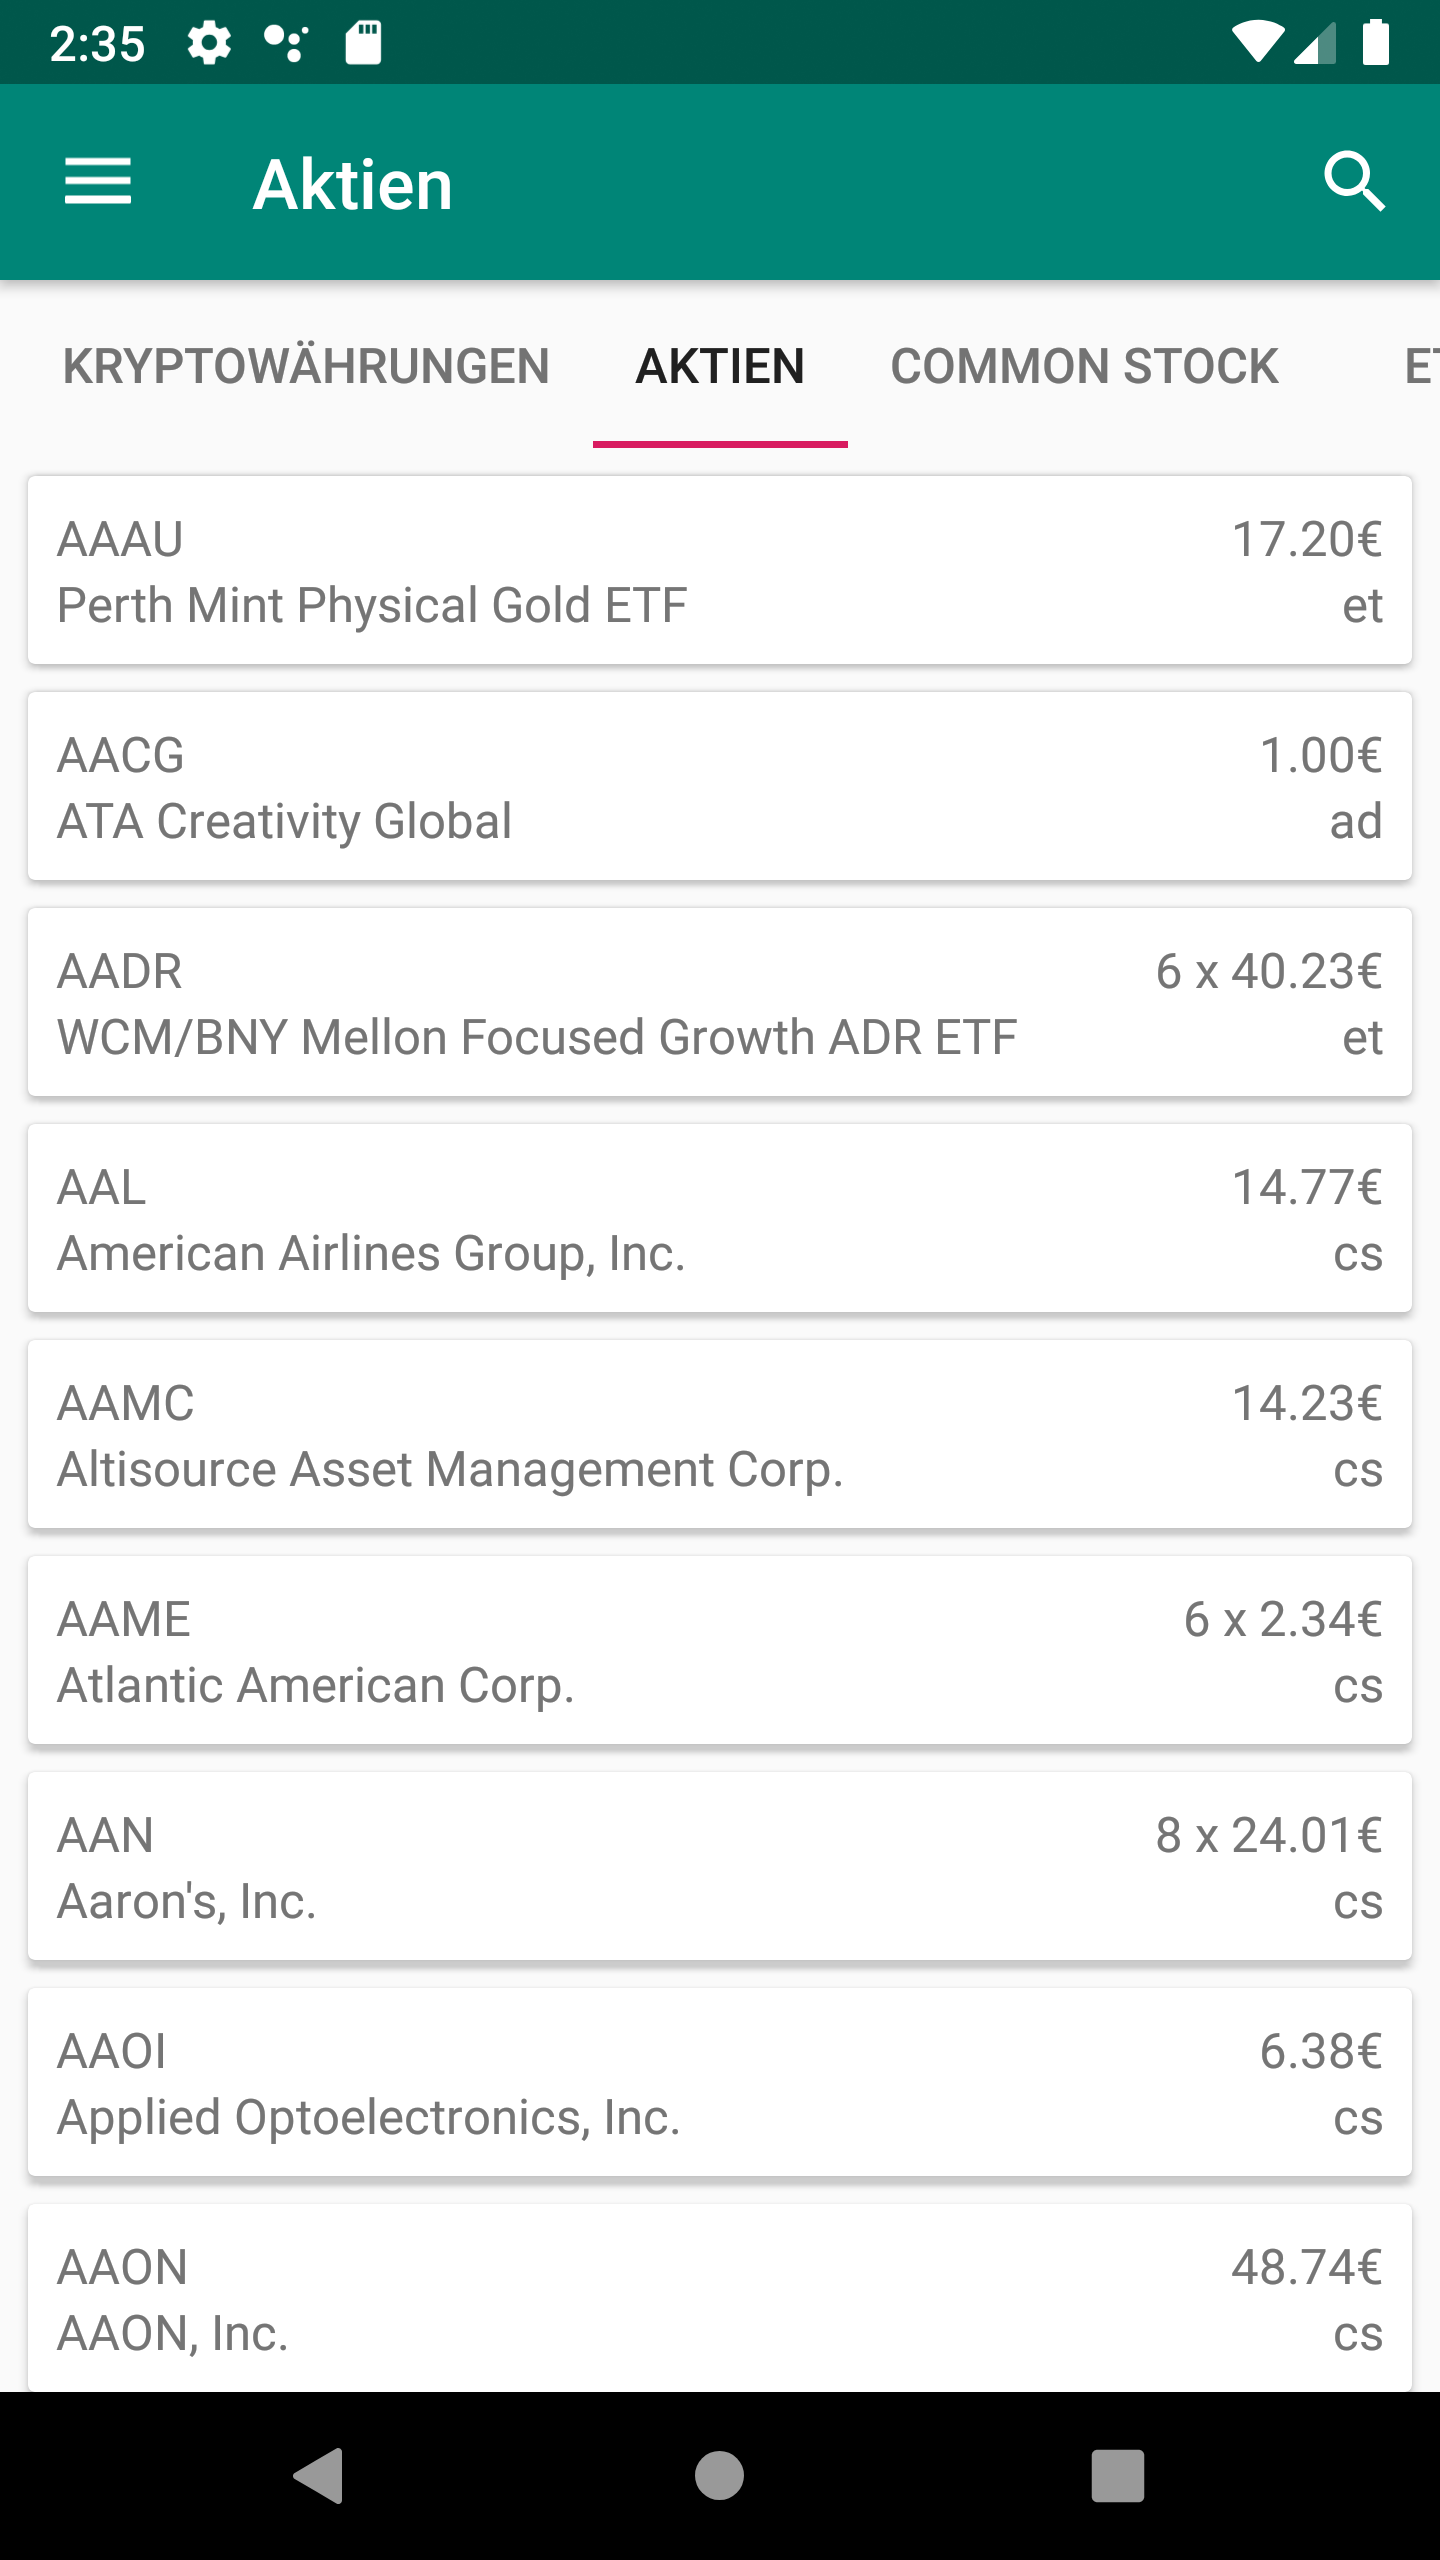 2:35
Aktien
KRYPTOWÄHRUNGEN AKTIEN COMMON STOCK ET
AAAU 17.20€
Perth Mint Physical Gold ETF et
AACG 1.00€
ATA Creativity Global ad
AADR 6 x 40.23€
WCM/BNY Mellon Focused Growth ADR ETF et
AAL 14.77€
American Airlines Group, Inc. cs
AAMC 14.23€
Altisource Asset Management Corp. cs
AAME 6 x 2.34€
Atlantic American Corp. cs
AAN 8 x 24.01€
Aaron's, Inc. cs
AAOI 6.38€
Applied Optoelectronics, Inc. cs
AAON 48.74€
AAON, Inc. cs